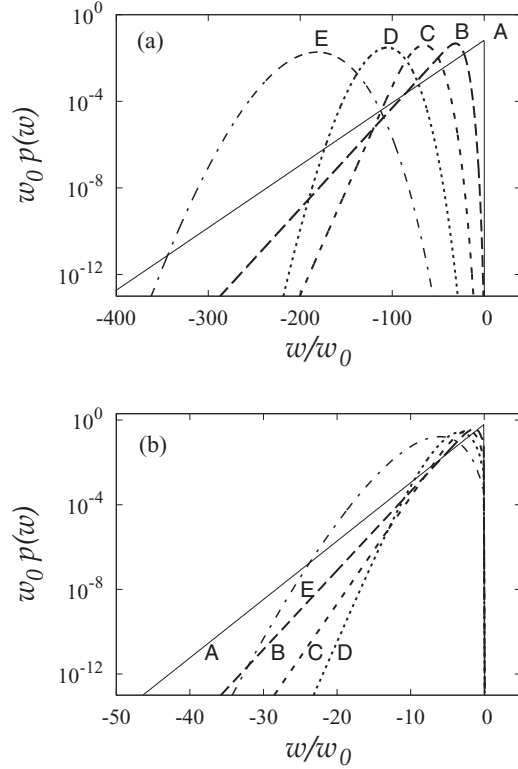 (a) E D C B A
10^0
10^-4
10^-8
10^-12
w_0 p(w)
-400 -300 -200 -100 0
w/w_0
(b)
10^0
10^-4
10^-8
10^-12
w_0 p(w)
E
A B C D
-50 -40 -30 -20 -10 0
w/w_0